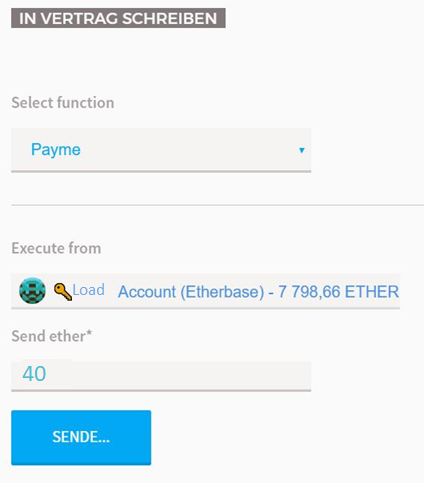 IN VERTRAG SCHREIBEN
Select function
Payme
Execute from
Load Account (Etherbase) - 7 798,66 ETHER
Send ether*
40
SENDE...